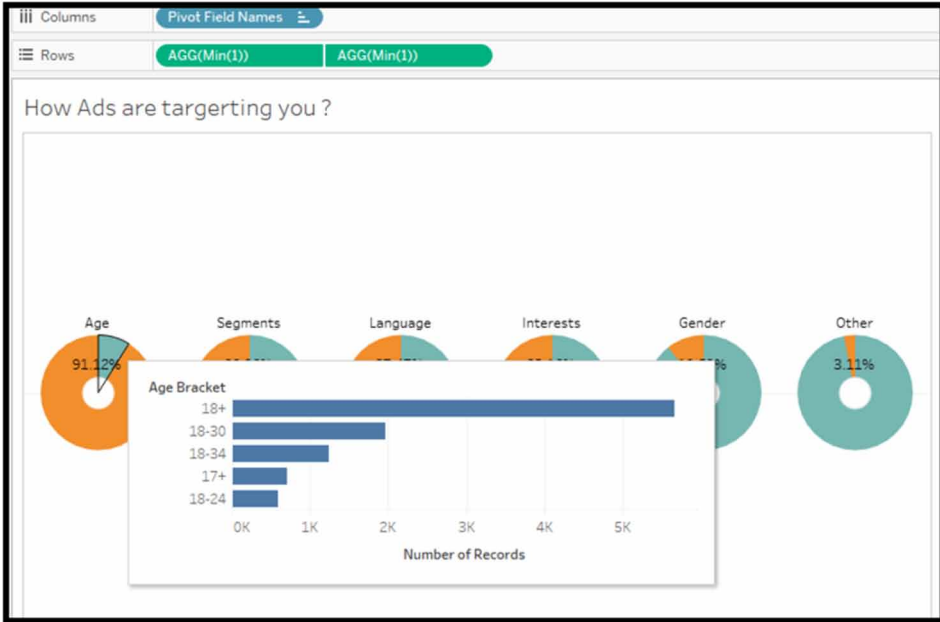 Columns Pivot Field Names
Rows AGG(Min(1)) AGG(Min(1))
How Ads are targerting you ?
Age Segments Language Interests Gender Other
91.12% 3.11%
Age Bracket
18+
18-30
18-34
17+
18-24
0K 1K 2K 3K 4K 5K
Number of Records